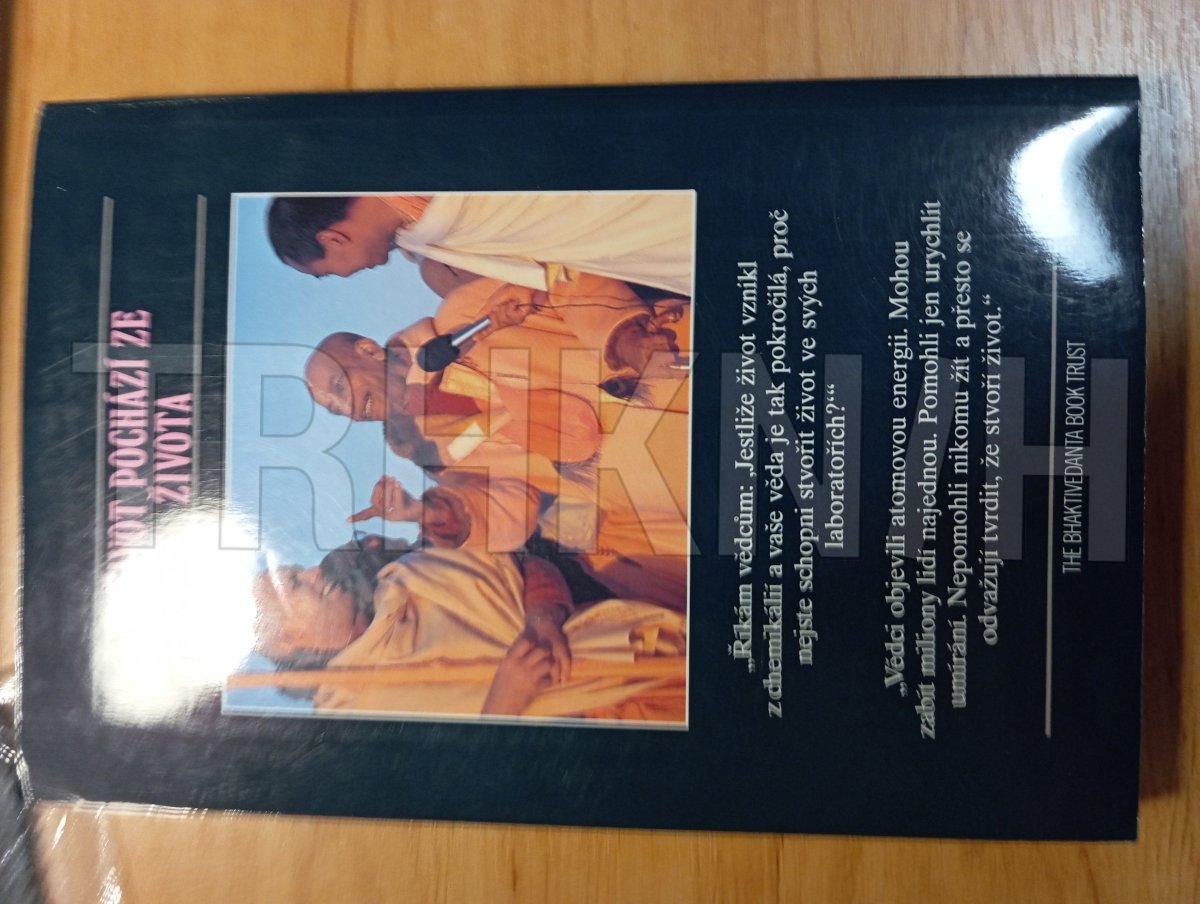 POCHÁZÍ ZE
ŽIVOTA
„Říkám vědcům: ‚Jestliže život vznikl
z chemikálií a vaše věda je tak pokročilá, proč
nejste schopni stvořit život ve svých
laboratořích?‘“
„Vědci objevili atomovou energii. Mohou
zabít miliony lidí najednou. Pomohli jen urychlit
umírání. Nepomohli nikomu žít a přesto se
odvažují tvrdit, že stvoří život.“
THE BHAKTIVEDANTA BOOK TRUST
TRHKNIH